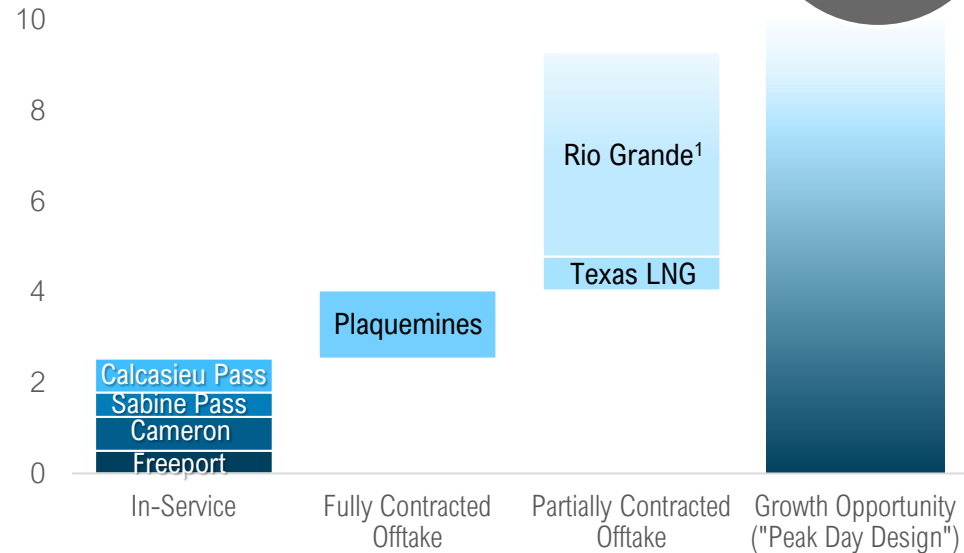 10
8
6
4
2
0
Rio Grande¹
Texas LNG
Plaquemines
Calcasieu Pass
Sabine Pass
Cameron
Freeport
In-Service
Fully Contracted
Offtake
Partially Contracted
Offtake
Growth Opportunity
("Peak Day Design")